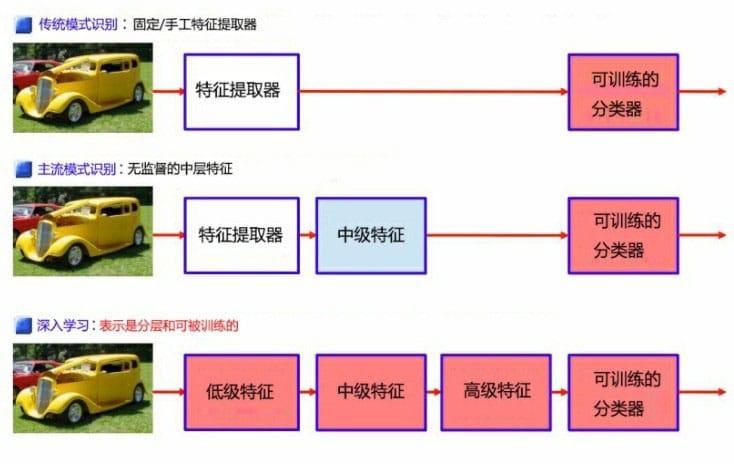 传统模式识别：固定/手工特征提取器
特征提取器
可训练的
分类器
主流模式识别：无监督的中层特征
特征提取器
中级特征
可训练的
分类器
深入学习：表示是分层和可被训练的
低级特征
中级特征
高级特征
可训练的
分类器